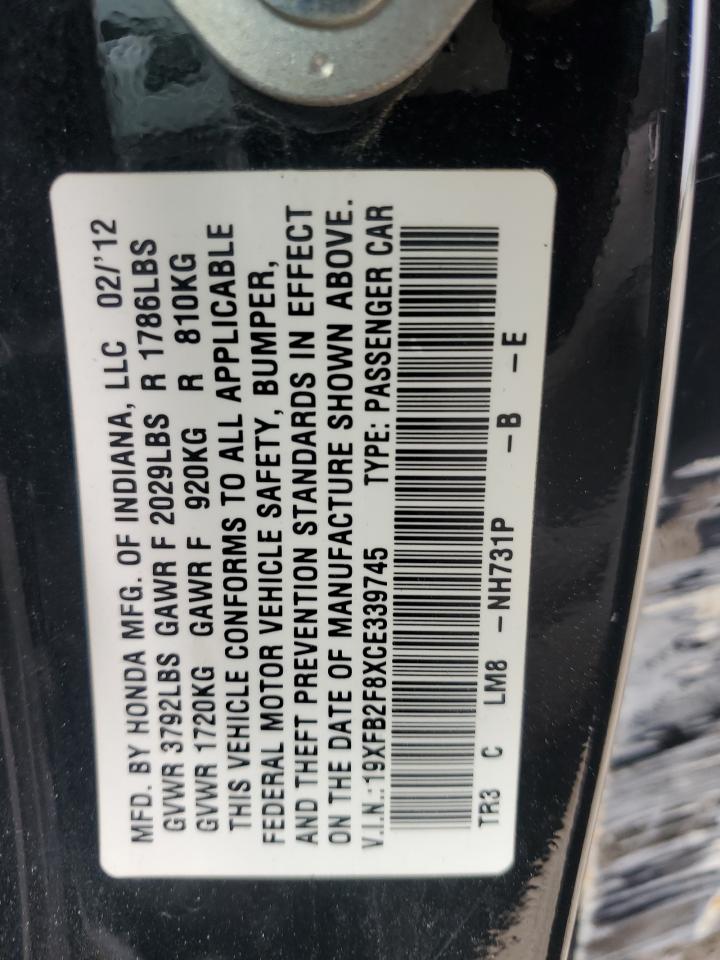 MFD. BY HONDA MFG. OF INDIANA, LLC 02/'12
GVWR 3792LBS GAWR F 2029LBS R 1786LBS
GVWR 1720KG GAWR F 920KG R 810KG
THIS VEHICLE CONFORMS TO ALL APPLICABLE
FEDERAL MOTOR VEHICLE SAFETY, BUMPER,
AND THEFT PREVENTION STANDARDS IN EFFECT
ON THE DATE OF MANUFACTURE SHOWN ABOVE.
V.I.N.:19XFB2F8XCE339745 TYPE: PASSENGER CAR
TR3 C LM8 -NH731P -B -E